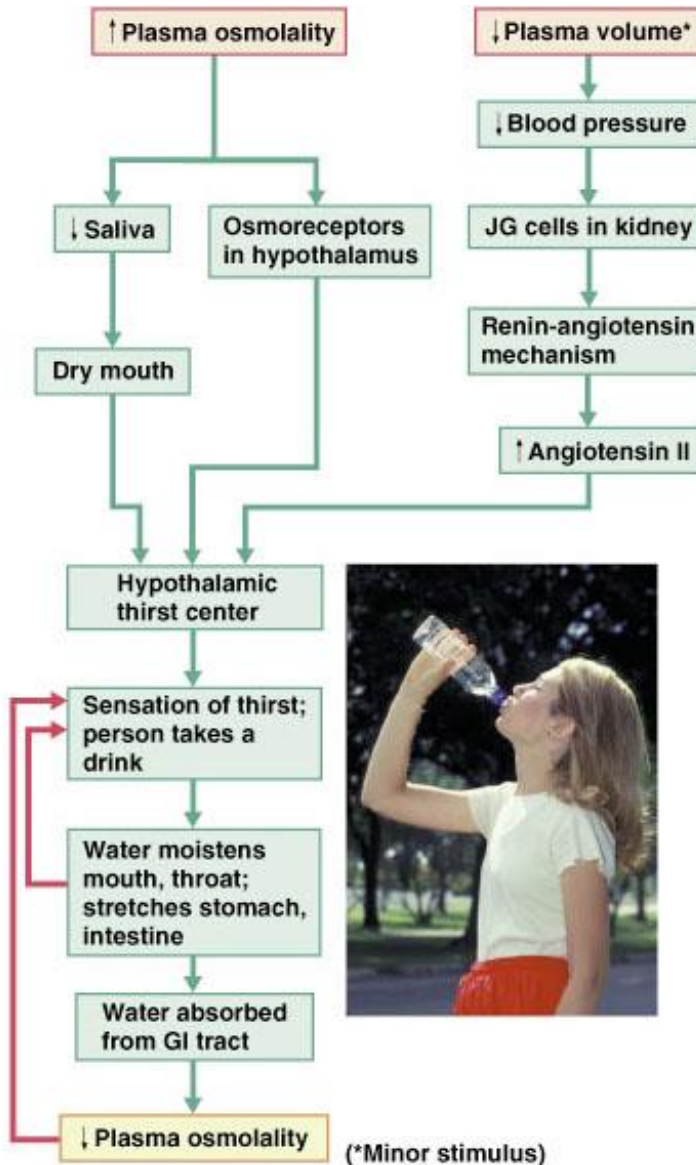 ↑ Plasma osmolality
↓ Plasma volume*
↓ Blood pressure
↓ Saliva
Osmoreceptors
in hypothalamus
JG cells in kidney
Renin-angiotensin
mechanism
Dry mouth
↑ Angiotensin II
Hypothalamic
thirst center
Sensation of thirst;
person takes a
drink
Water moistens
mouth, throat;
stretches stomach,
intestine
Water absorbed
from GI tract
↓ Plasma osmolality
(*Minor stimulus)